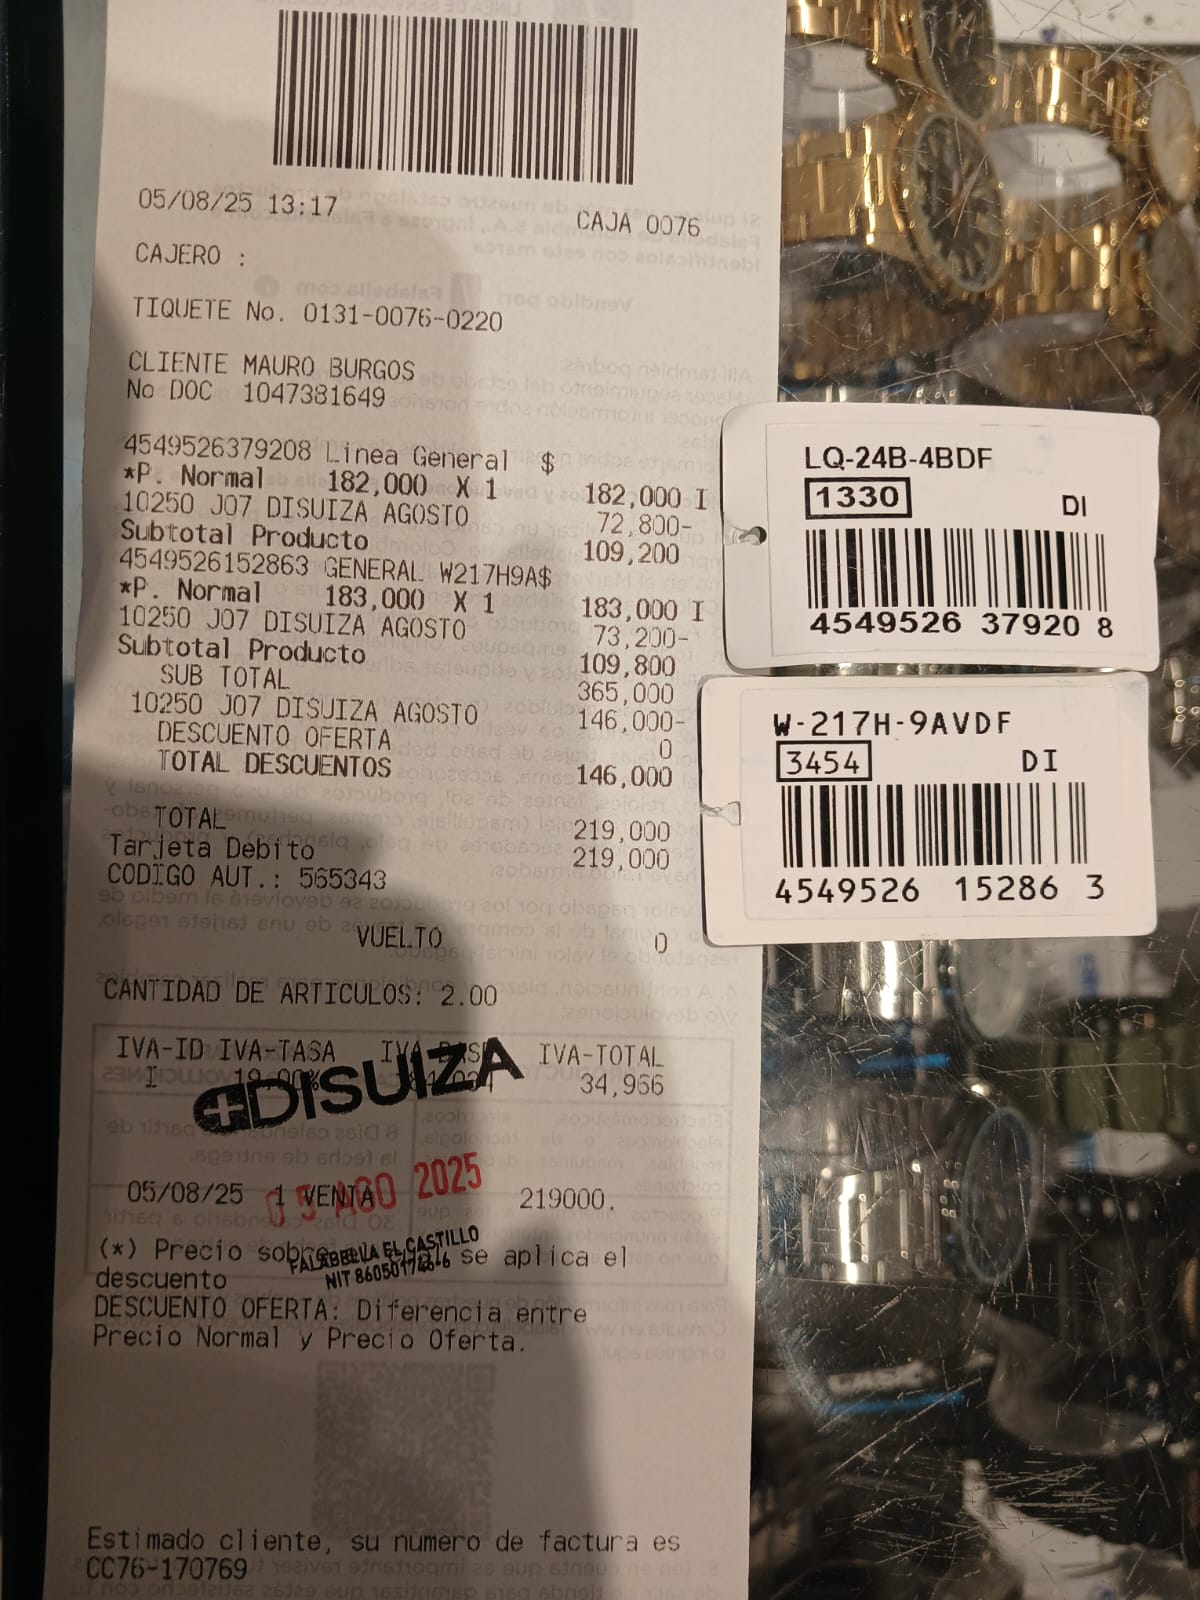 05/08/25 13:17 CAJA 0076
CAJERO :
TIQUETE No. 0131-0076-0220
CLIENTE MAURO BURGOS
No DOC 1047381649
4549526379208 Linea General $
*P. Normal 182,000 X 1 182,000 I
10250 J07 DISUIZA AGOSTO 72,800-
Subtotal Producto 109,200
4549526152863 GENERAL W217H9A$
*P. Normal 183,000 X 1 183,000 I
10250 J07 DISUIZA AGOSTO 73,200-
Subtotal Producto 109,800
SUB TOTAL 365,000
10250 J07 DISUIZA AGOSTO 146,000-
DESCUENTO OFERTA 0
TOTAL DESCUENTOS 146,000
TOTAL 219,000
Tarjeta Debito 219,000
CODIGO AUT.: 565343
VUELTO 0
CANTIDAD DE ARTICULOS: 2.00
IVA-ID IVA-TASA IVA-BASE IVA-TOTAL
I 19.00% 34,966
DISUIZA
05/08/25 1 VENTA 219000.
05 AGO 2025
(*) Precio sobre se aplica el
FALABELLA EL CASTILLO
descuento
DESCUENTO OFERTA: Diferencia entre
Precio Normal y Precio Oferta.
Estimado cliente, su numero de factura es
CC76-170769
LQ-24B-4BDF
1330 DI
4549526 37920 8
W-217H-9AVDF
3454 DI
4549526 15286 3
CASIO